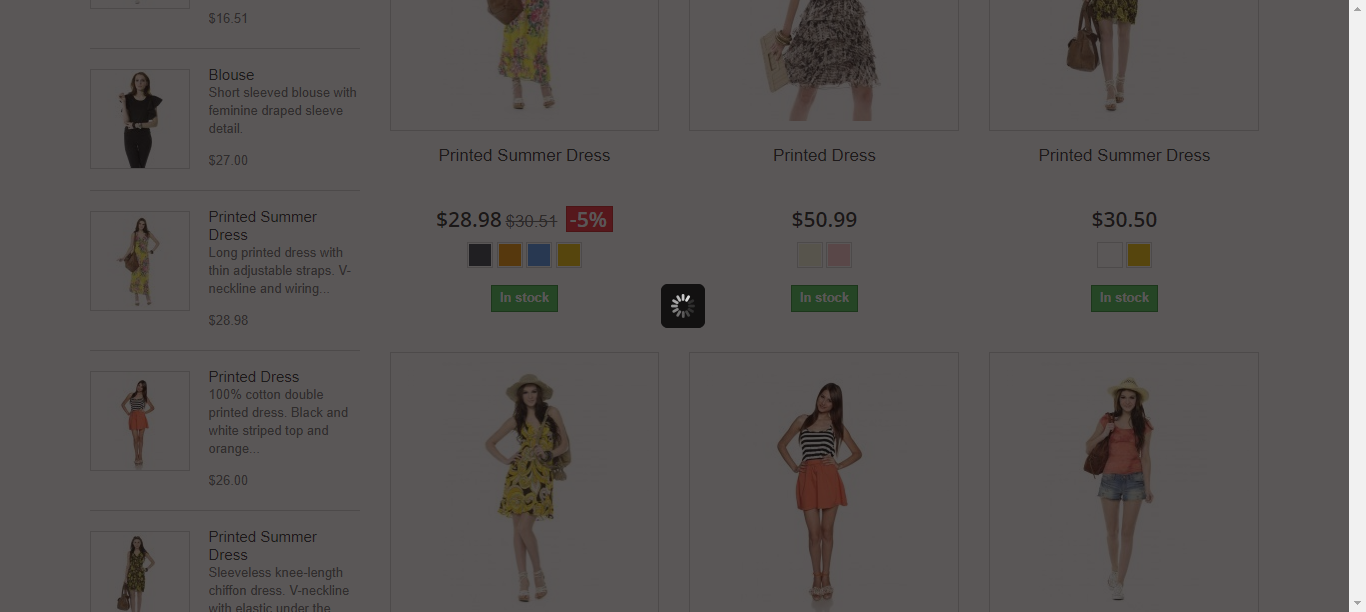 $16.51
Blouse
Short sleeved blouse with
feminine draped sleeve
detail.
$27.00
Printed Summer
Dress
Long printed dress with
thin adjustable straps. V-
neckline and wiring...
$28.98
Printed Dress
100% cotton double
printed dress. Black and
white striped top and
orange...
$26.00
Printed Summer
Dress
Sleeveless knee-length
chiffon dress. V-neckline
with elastic under the
Printed Summer Dress
$28.98 $30.51 -5%
In stock
Printed Dress
$50.99
In stock
Printed Summer Dress
$30.50
In stock